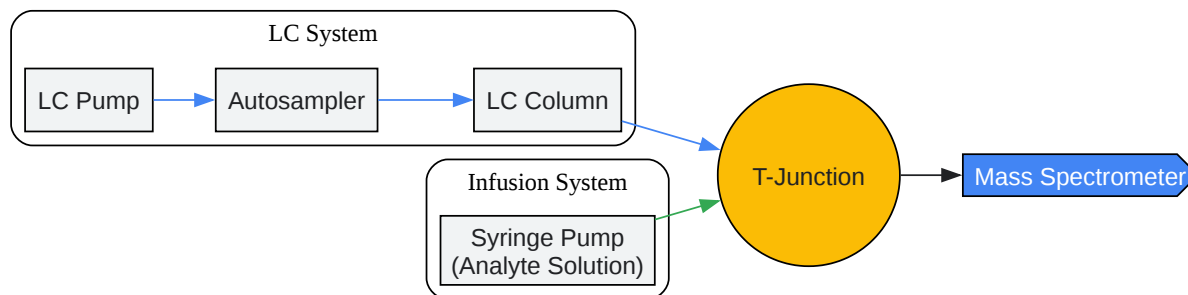 LC System
LC Pump
Autosampler
LC Column
Infusion System
Syringe Pump
(Analyte Solution)
T-Junction
Mass Spectrometer